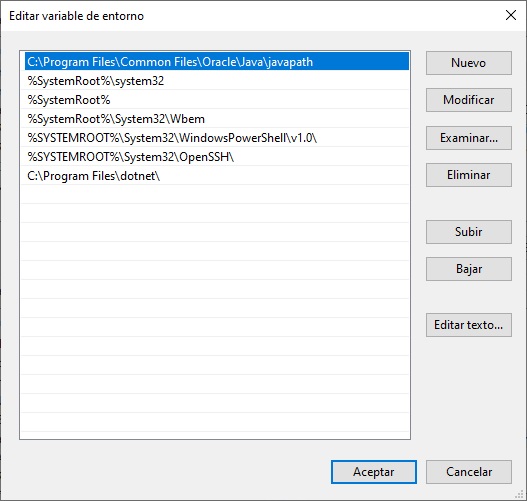 Editar variable de entorno
C:\Program Files\Common Files\Oracle\Java\javapath
%SystemRoot%\system32
%SystemRoot%
%SystemRoot%\System32\Wbem
%SYSTEMROOT%\System32\WindowsPowerShell\v1.0\
%SYSTEMROOT%\System32\OpenSSH\
C:\Program Files\dotnet\
Nuevo
Modificar
Examinar...
Eliminar
Subir
Bajar
Editar texto...
Aceptar
Cancelar